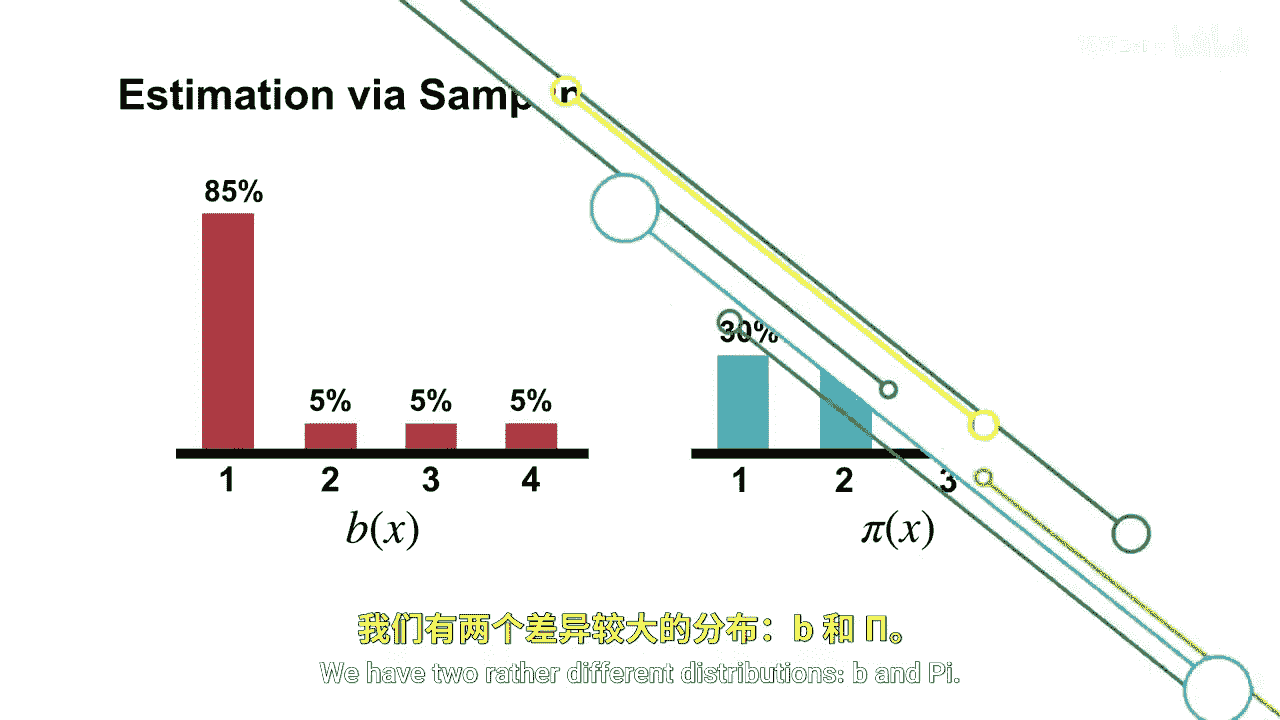 Estimation via Samp
85%
5% 5% 5%
30%
1 2 3 4
1 2 3
b(x)
π(x)
我们有两个差异较大的分布：b 和 Π。
We have two rather different distributions: b and Pi.